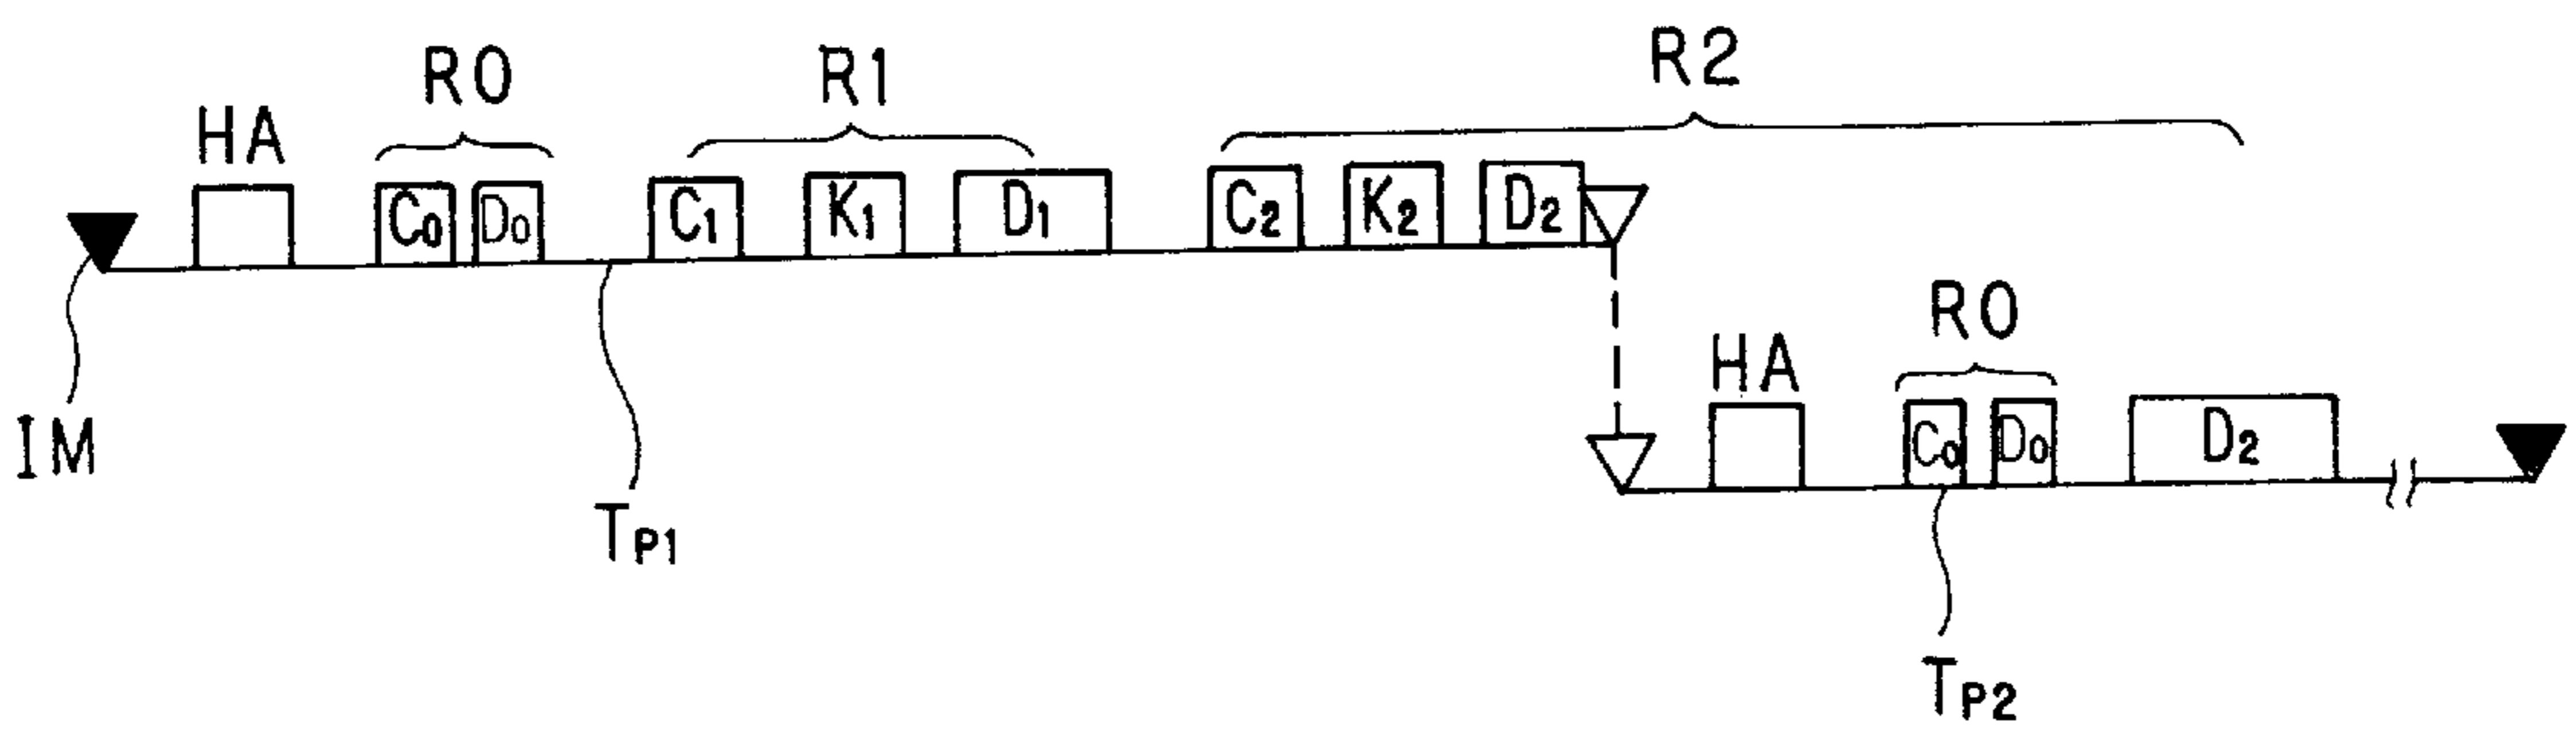 HA R0 R1 R2
C0 D0 C1 K1 D1 C2 K2 D2
HA R0
C0 D0 D2
IM
TP1
TP2